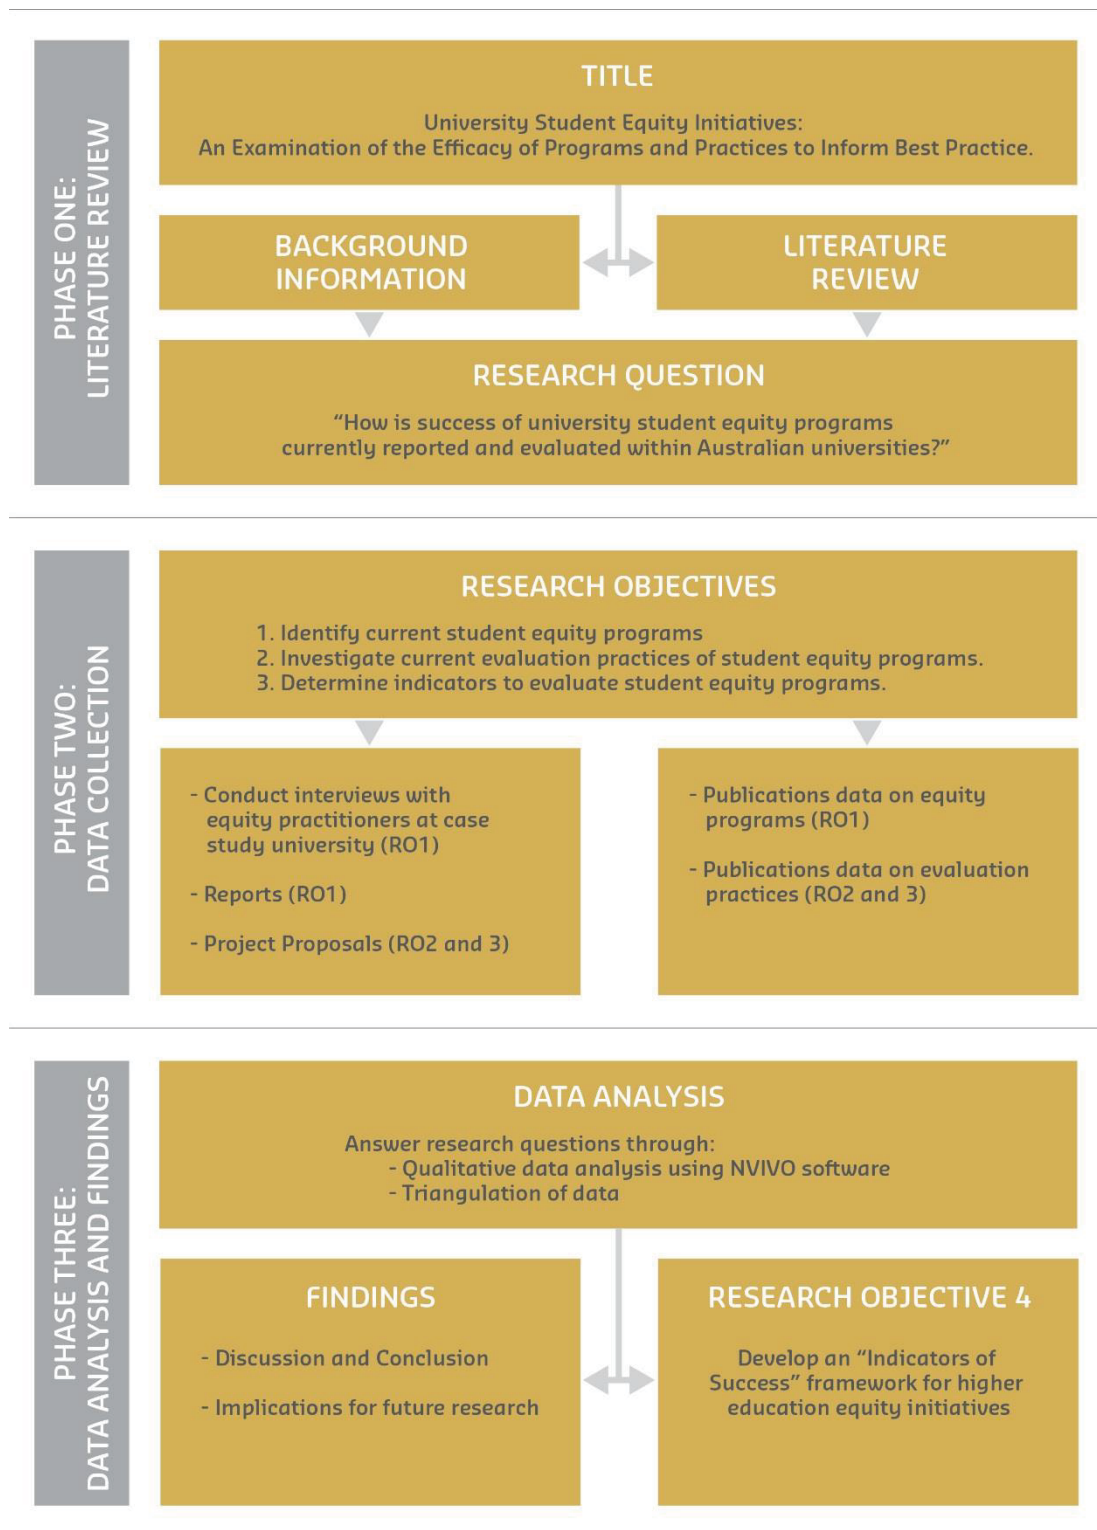 PHASE ONE:
LITERATURE REVIEW
TITLE
University Student Equity Initiatives:
An Examination of the Efficacy of Programs and Practices to Inform Best Practice.
BACKGROUND
INFORMATION
LITERATURE
REVIEW
RESEARCH QUESTION
“How is success of university student equity programs
currently reported and evaluated within Australian universities?”
PHASE TWO:
DATA COLLECTION
RESEARCH OBJECTIVES
1. Identify current student equity programs
2. Investigate current evaluation practices of student equity programs.
3. Determine indicators to evaluate student equity programs.
- Conduct interviews with
equity practitioners at case
study university (RO1)
- Reports (RO1)
- Project Proposals (RO2 and 3)
- Publications data on equity
programs (RO1)
- Publications data on evaluation
practices (RO2 and 3)
PHASE THREE:
DATA ANALYSIS AND FINDINGS
DATA ANALYSIS
Answer research questions through:
- Qualitative data analysis using NVIVO software
- Triangulation of data
FINDINGS
- Discussion and Conclusion
- Implications for future research
RESEARCH OBJECTIVE 4
Develop an “Indicators of
Success” framework for higher
education equity initiatives